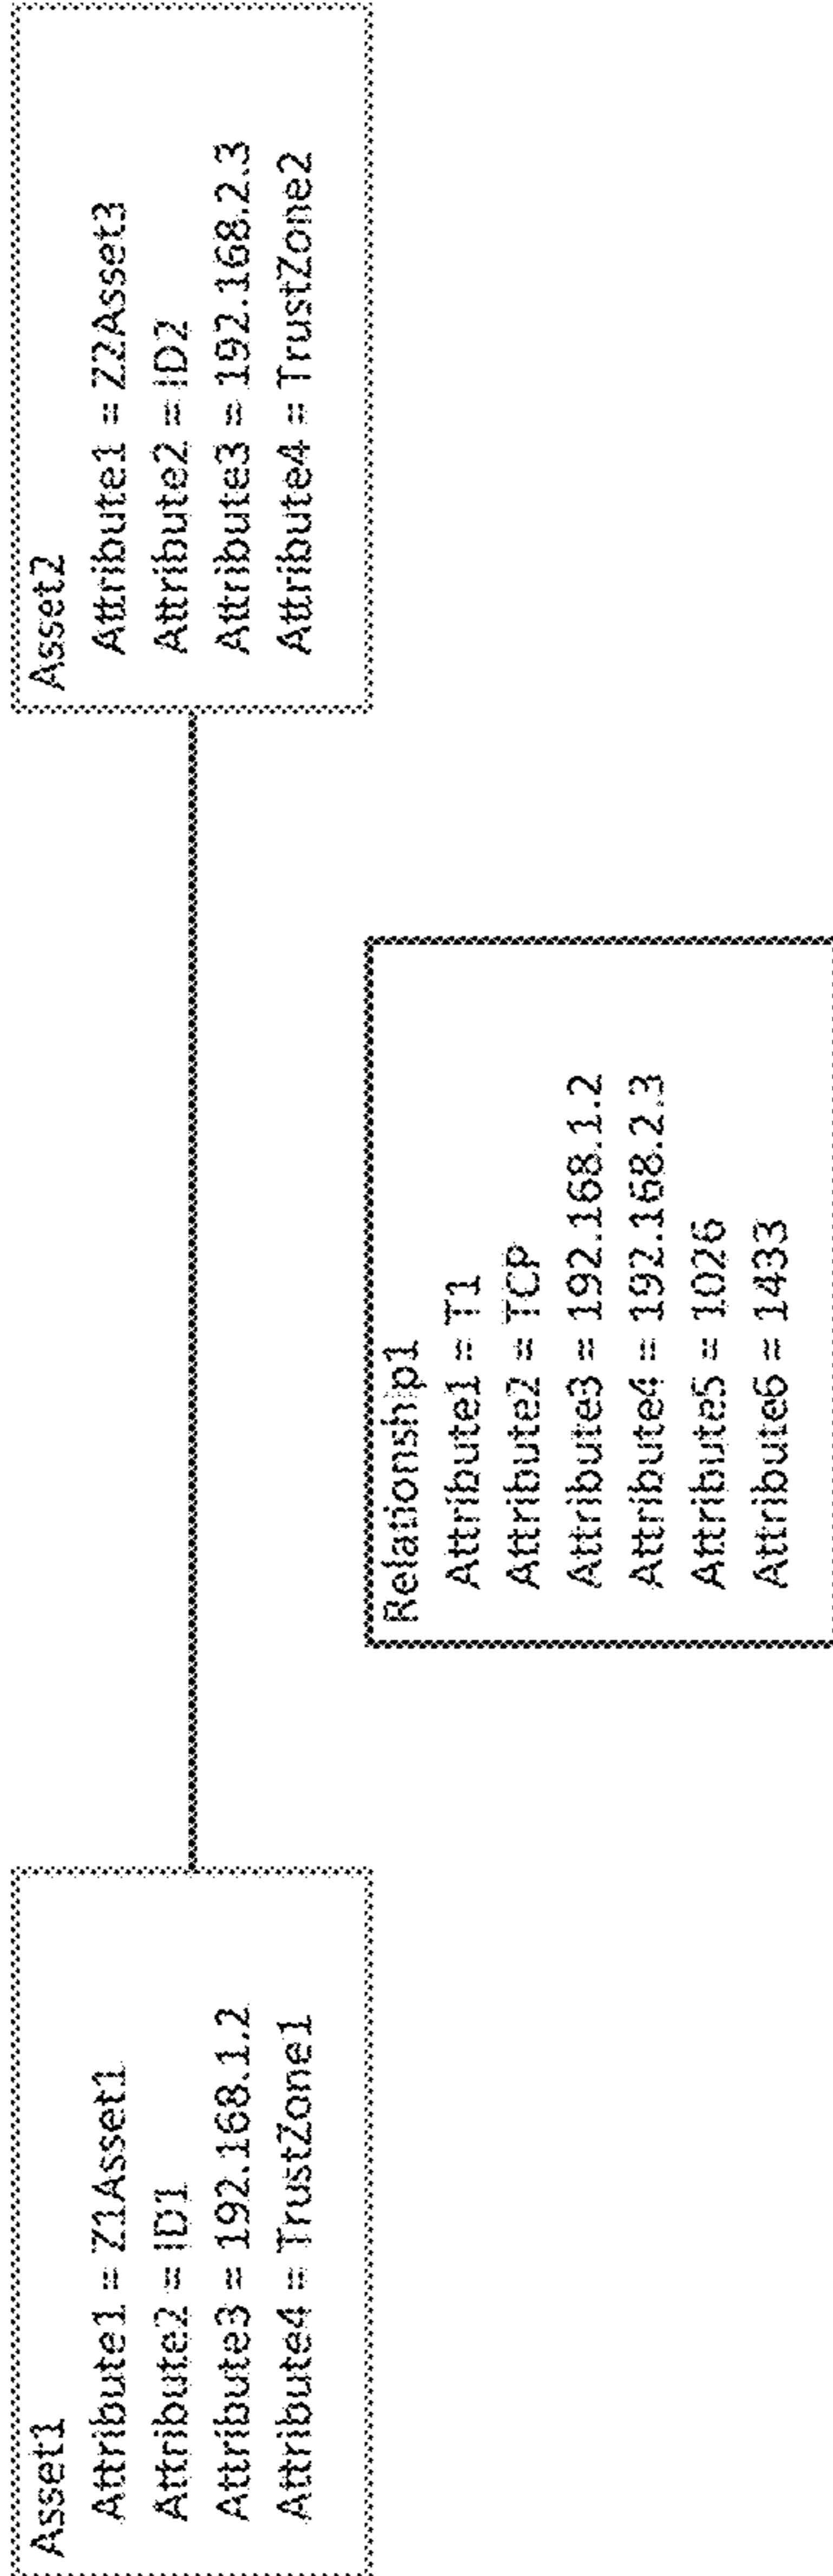 Asset1
Attribute1 = Z1Asset1
Attribute2 = ID1
Attribute3 = 192.168.1.2
Attribute4 = TrustZone1
Asset2
Attribute1 = Z2Asset3
Attribute2 = ID2
Attribute3 = 192.168.2.3
Attribute4 = TrustZone2
Relationship1
Attribute1 = T1
Attribute2 = TCP
Attribute3 = 192.168.1.2
Attribute4 = 192.168.2.3
Attribute5 = 1026
Attribute6 = 1433